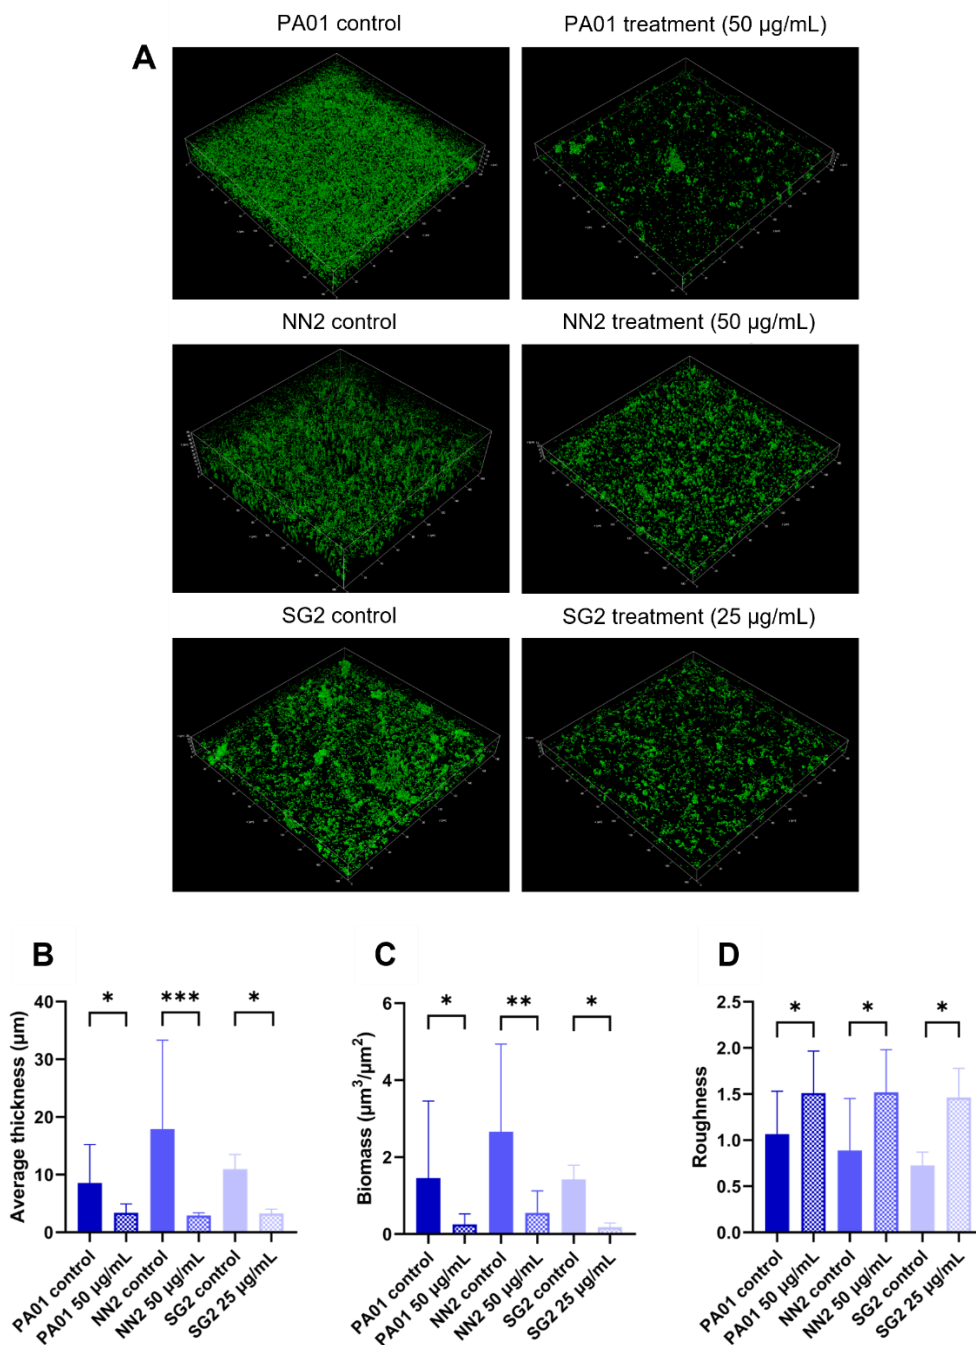 PA01 control
PA01 treatment (50 µg/mL)
A
NN2 control
NN2 treatment (50 µg/mL)
SG2 control
SG2 treatment (25 µg/mL)
B
Average thickness (µm)
40
30
20
10
0
*
***
*
PA01 control
PA01 50 µg/mL
NN2 control
NN2 50 µg/mL
SG2 control
SG2 25 µg/mL
C
Biomass (µm³/µm²)
6
4
2
0
*
**
*
PA01 control
PA01 50 µg/mL
NN2 control
NN2 50 µg/mL
SG2 control
SG2 25 µg/mL
D
Roughness
2.5
2.0
1.5
1.0
0.5
0.0
*
*
*
PA01 control
PA01 50 µg/mL
NN2 control
NN2 50 µg/mL
SG2 control
SG2 25 µg/mL